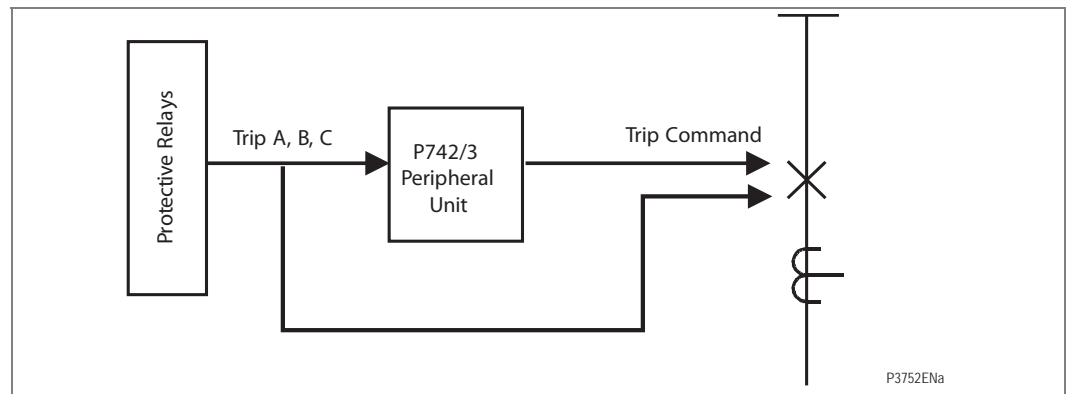 Protective Relays
Trip A, B, C
P742/3
Peripheral
Unit
Trip Command
P3752ENa